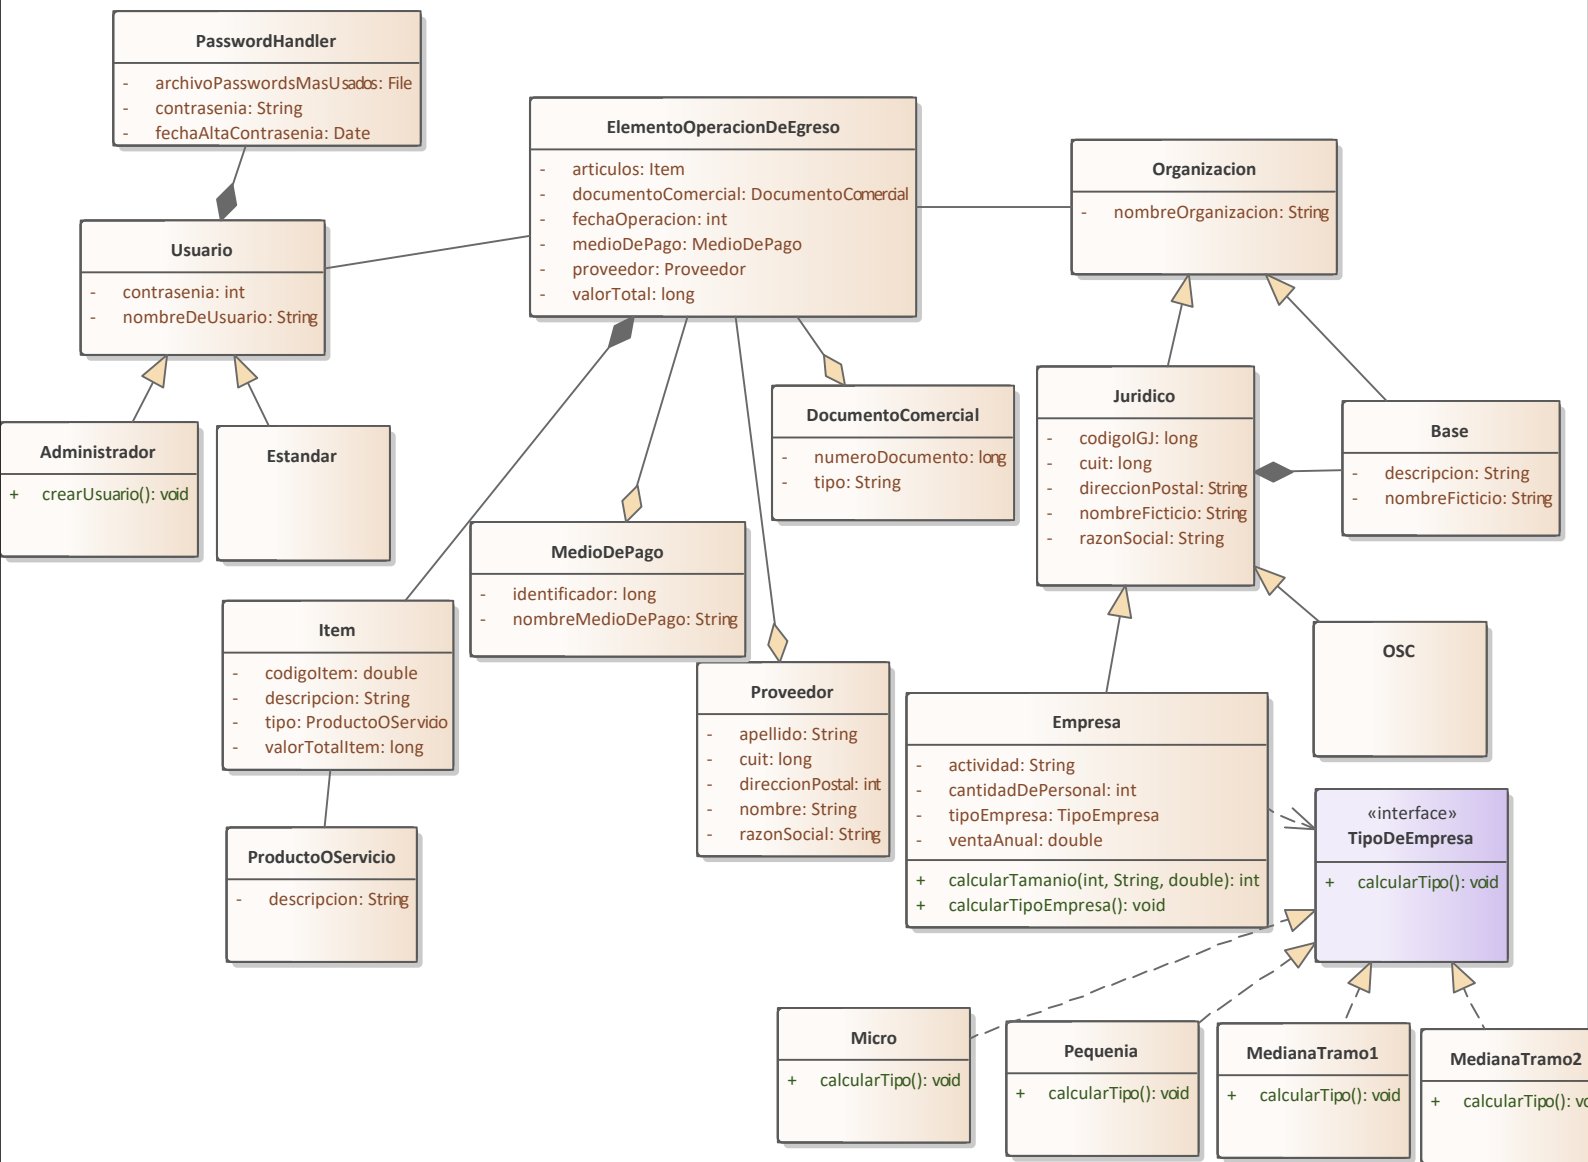 PasswordHandler
- archivoPasswordsMasUsados: File
- contrasenia: String
- fechaAltaContrasenia: Date
ElementoOperacionDeEgreso
- articulos: Item
- documentoComercial: DocumentoComercial
- fechaOperacion: int
- medioDePago: MedioDePago
- proveedor: Proveedor
- valorTotal: long
Organizacion
- nombreOrganizacion: String
Usuario
- contrasenia: int
- nombreDeUsuario: String
Administrador
+ crearUsuario(): void
Estandar
DocumentoComercial
- numeroDocumento: long
- tipo: String
Juridico
- codigoIGJ: long
- cuit: long
- direccionPostal: String
- nombreFicticio: String
- razonSocial: String
Base
- descripcion: String
- nombreFicticio: String
MedioDePago
- identificador: long
- nombreMedioDePago: String
Item
- codigoItem: double
- descripcion: String
- tipo: ProductoOServicio
- valorTotalItem: long
OSC
Proveedor
- apellido: String
- cuit: long
- direccionPostal: int
- nombre: String
- razonSocial: String
Empresa
- actividad: String
- cantidadDePersonal: int
- tipoEmpresa: TipoEmpresa
- ventaAnual: double
+ calcularTamanio(int, String, double): int
+ calcularTipoEmpresa(): void
«interface»
TipoDeEmpresa
+ calcularTipo(): void
ProductoOServicio
- descripcion: String
Micro
+ calcularTipo(): void
Pequenia
+ calcularTipo(): void
MedianaTramo1
+ calcularTipo(): void
MedianaTramo2
+ calcularTipo():